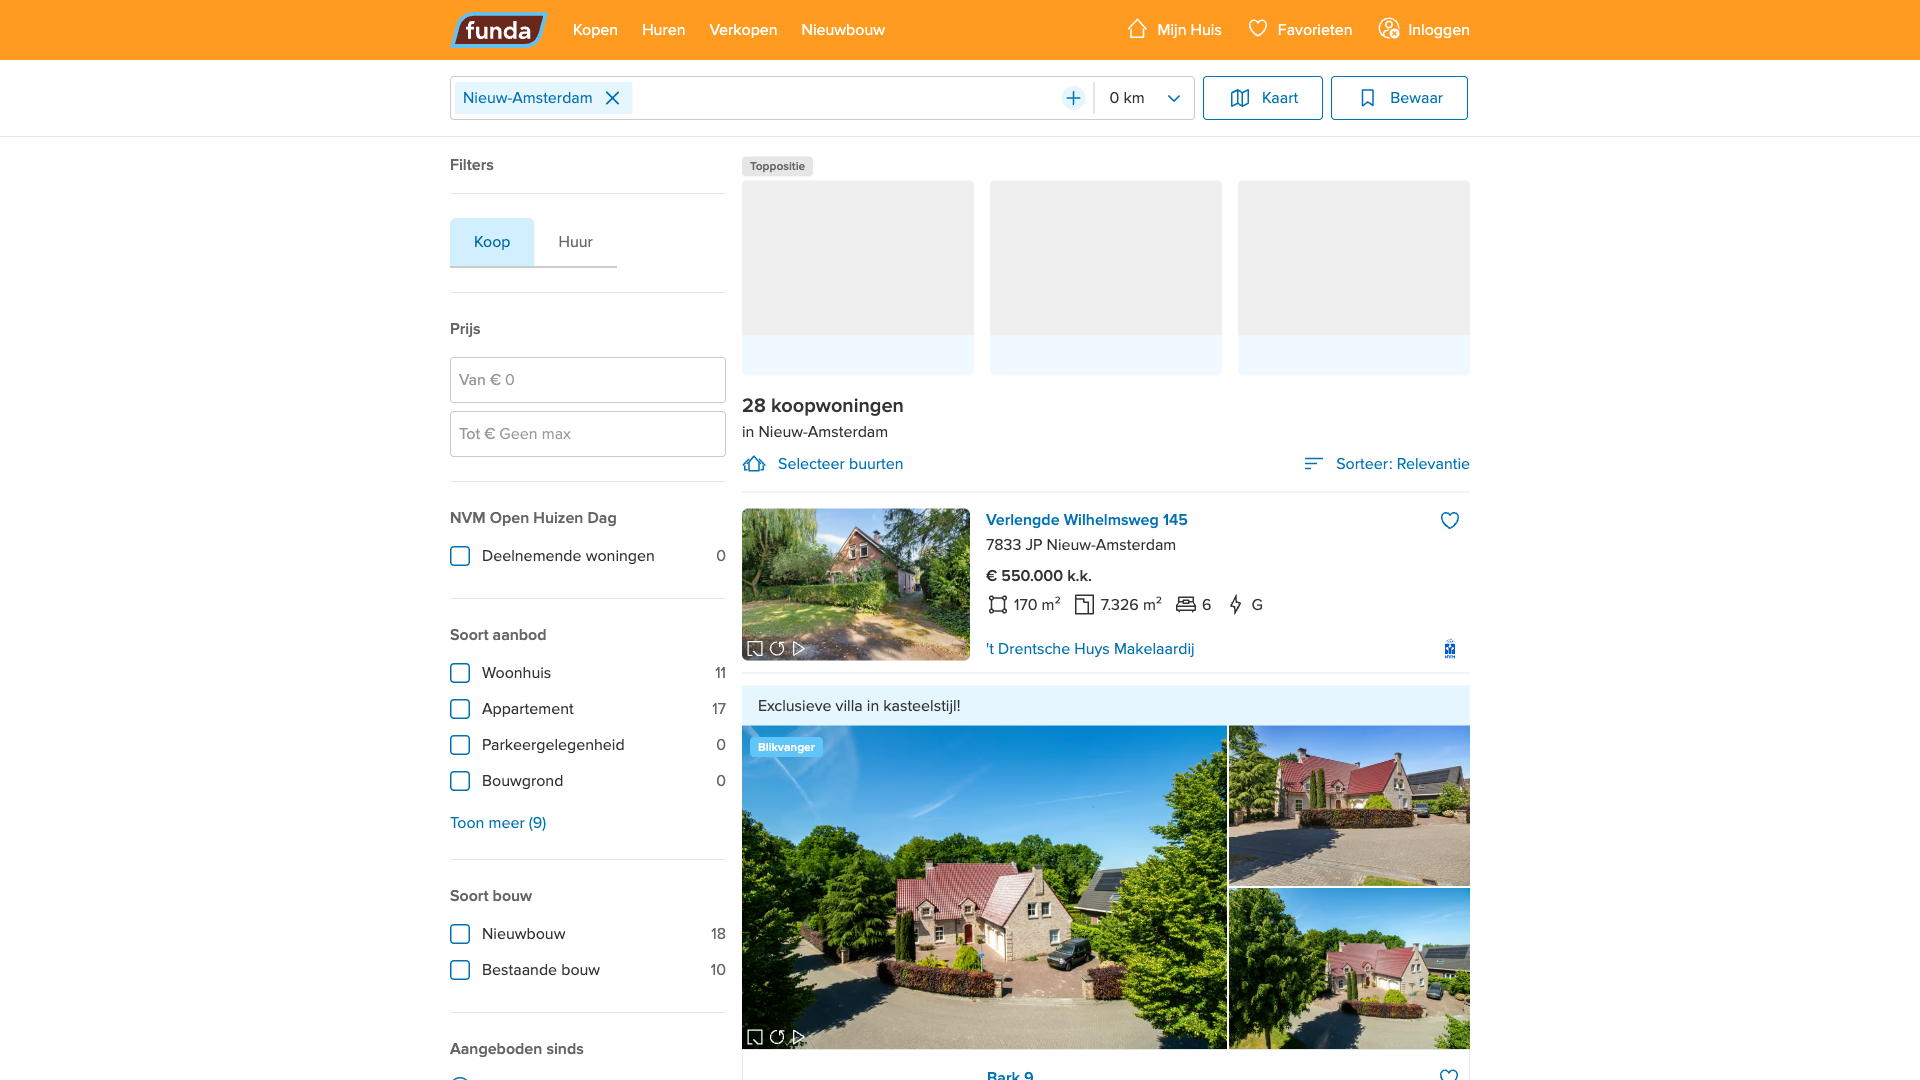 funda
Kopen
Huren
Verkopen
Nieuwbouw
Mijn Huis
Favorieten
Inloggen
Nieuw-Amsterdam
0 km
Kaart
Bewaar
Filters
Koop
Huur
Prijs
Van € 0
Tot € Geen max
NVM Open Huizen Dag
Deelnemende woningen 0
Soort aanbod
Woonhuis 11
Appartement 17
Parkeergelegenheid 0
Bouwgrond 0
Toon meer (9)
Soort bouw
Nieuwbouw 18
Bestaande bouw 10
Aangeboden sinds
Toppositie
28 koopwoningen
in Nieuw-Amsterdam
Selecteer buurten
Sorteer: Relevantie
Verlengde Wilhelmsweg 145
7833 JP Nieuw-Amsterdam
€ 550.000 k.k.
170 m² 7.326 m² 6 G
't Drentsche Huys Makelaardij
Exclusieve villa in kasteelstijl!
Blikvanger
Bark 9